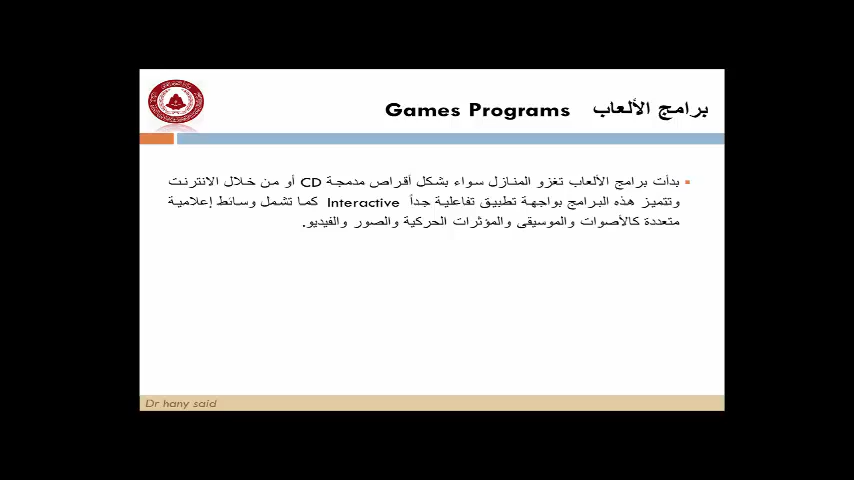 برامج الألعاب Games Programs
بدأت برامج الألعاب تغزو المنازل سواء بشكل أقراص مدمجة CD أو من خلال الانترنت
وتتميز هذه البرامج بواجهة تطبيق تفاعلية جداً Interactive كما تشمل وسائط إعلامية
متعددة كالأصوات والموسيقى والمؤثرات الحركية والصور والفيديو.
Dr hany said